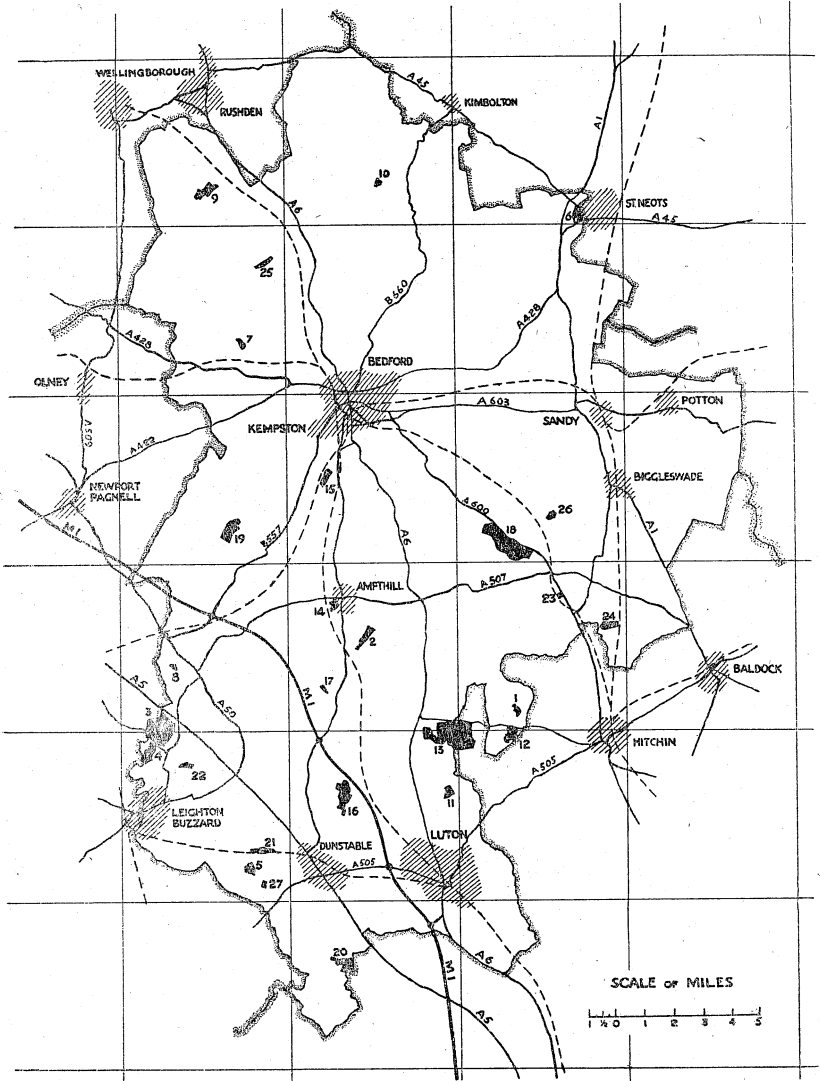 WELLINGBOROUGH
RUSHDEN
A45
KIMBOLTON
A1
10
9
A6
6
ST. NEOTS
A45
25
B660
A428
7
A428
BEDFORD
OLNEY
A603
POTTON
KEMPSTON
SANDY
A509
A422
NEWPORT
PAGNELL
15
BIGGLESWADE
M1
19
B557
A6
A600
18
26
A1
AMPTHILL
A507
14
23
24
2
8
A5
17
M1
1
BALDOCK
A50
3
4
13
12
HITCHIN
22
A505
16
11
LEIGHTON
BUZZARD
LUTON
21
DUNSTABLE
5
A505
27
20
M1
A6
A5
SCALE OF MILES
1 ½ 0 1 2 3 4 5